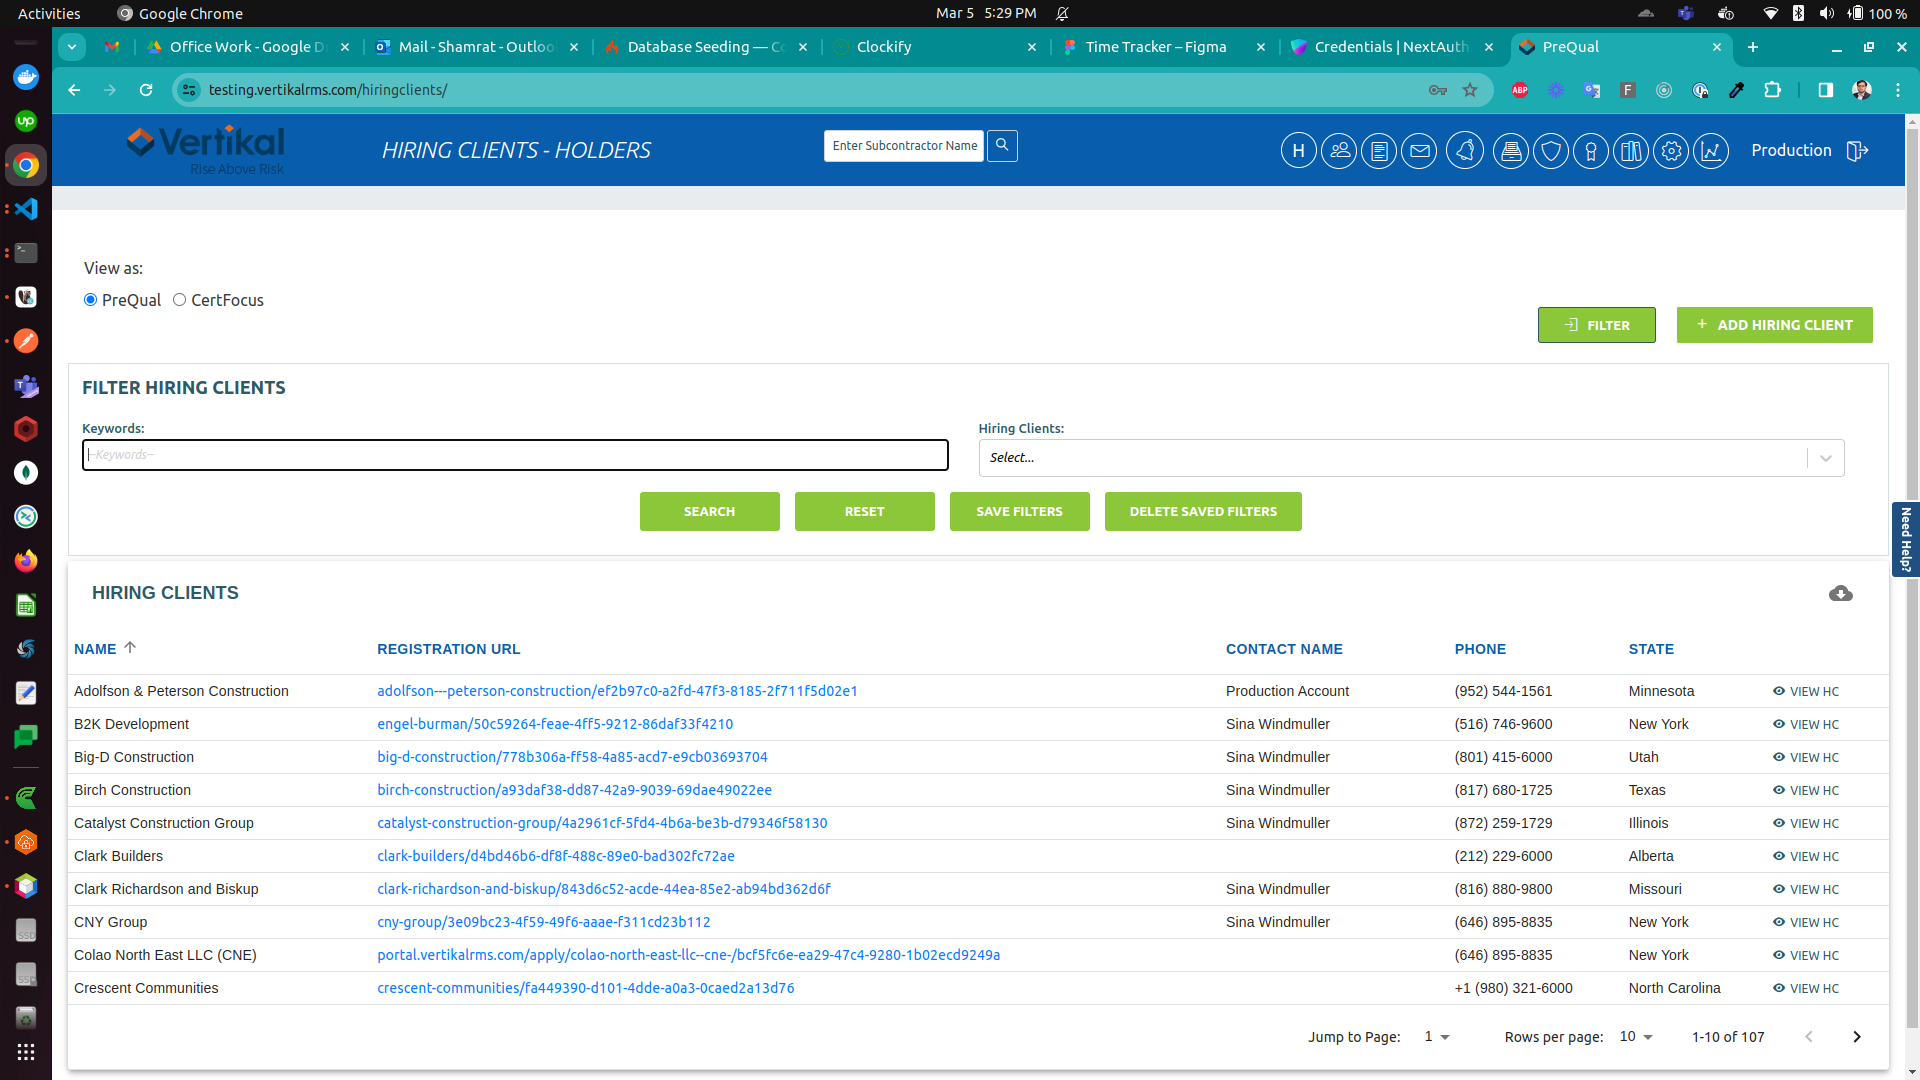 Activities
Google Chrome
Mar 5 5:29 PM
100 %
Office Work - Google D
Mail - Shamrat - Outloo
Database Seeding — Co
Clockify
Time Tracker – Figma
Credentials | NextAuth
PreQual
testing.vertikalrms.com/hiringclients/
Vertikal
Rise Above Risk
HIRING CLIENTS - HOLDERS
Enter Subcontractor Name
H
Production
View as:
PreQual
CertFocus
FILTER
+ ADD HIRING CLIENT
FILTER HIRING CLIENTS
Keywords:
--Keywords--
Hiring Clients:
Select...
SEARCH
RESET
SAVE FILTERS
DELETE SAVED FILTERS
Need Help?
HIRING CLIENTS
NAME REGISTRATION URL CONTACT NAME PHONE STATE
Adolfson & Peterson Construction adolfson---peterson-construction/ef2b97c0-a2fd-47f3-8185-2f711f5d02e1 Production Account (952) 544-1561 Minnesota VIEW HC
B2K Development engel-burman/50c59264-feae-4ff5-9212-86daf33f4210 Sina Windmuller (516) 746-9600 New York VIEW HC
Big-D Construction big-d-construction/778b306a-ff58-4a85-acd7-e9cb03693704 Sina Windmuller (801) 415-6000 Utah VIEW HC
Birch Construction birch-construction/a93daf38-dd87-42a9-9039-69dae49022ee Sina Windmuller (817) 680-1725 Texas VIEW HC
Catalyst Construction Group catalyst-construction-group/4a2961cf-5fd4-4b6a-be3b-d79346f58130 Sina Windmuller (872) 259-1729 Illinois VIEW HC
Clark Builders clark-builders/d4bd46b6-df8f-488c-89e0-bad302fc72ae (212) 229-6000 Alberta VIEW HC
Clark Richardson and Biskup clark-richardson-and-biskup/843d6c52-acde-44ea-85e2-ab94bd362d6f Sina Windmuller (816) 880-9800 Missouri VIEW HC
CNY Group cny-group/3e09bc23-4f59-49f6-aaae-f311cd23b112 Sina Windmuller (646) 895-8835 New York VIEW HC
Colao North East LLC (CNE) portal.vertikalrms.com/apply/colao-north-east-llc--cne-/bcf5fc6e-ea29-47c4-9280-1b02ecd9249a (646) 895-8835 New York VIEW HC
Crescent Communities crescent-communities/fa449390-d101-4dde-a0a3-0caed2a13d76 +1 (980) 321-6000 North Carolina VIEW HC
Jump to Page: 1 Rows per page: 10 1-10 of 107